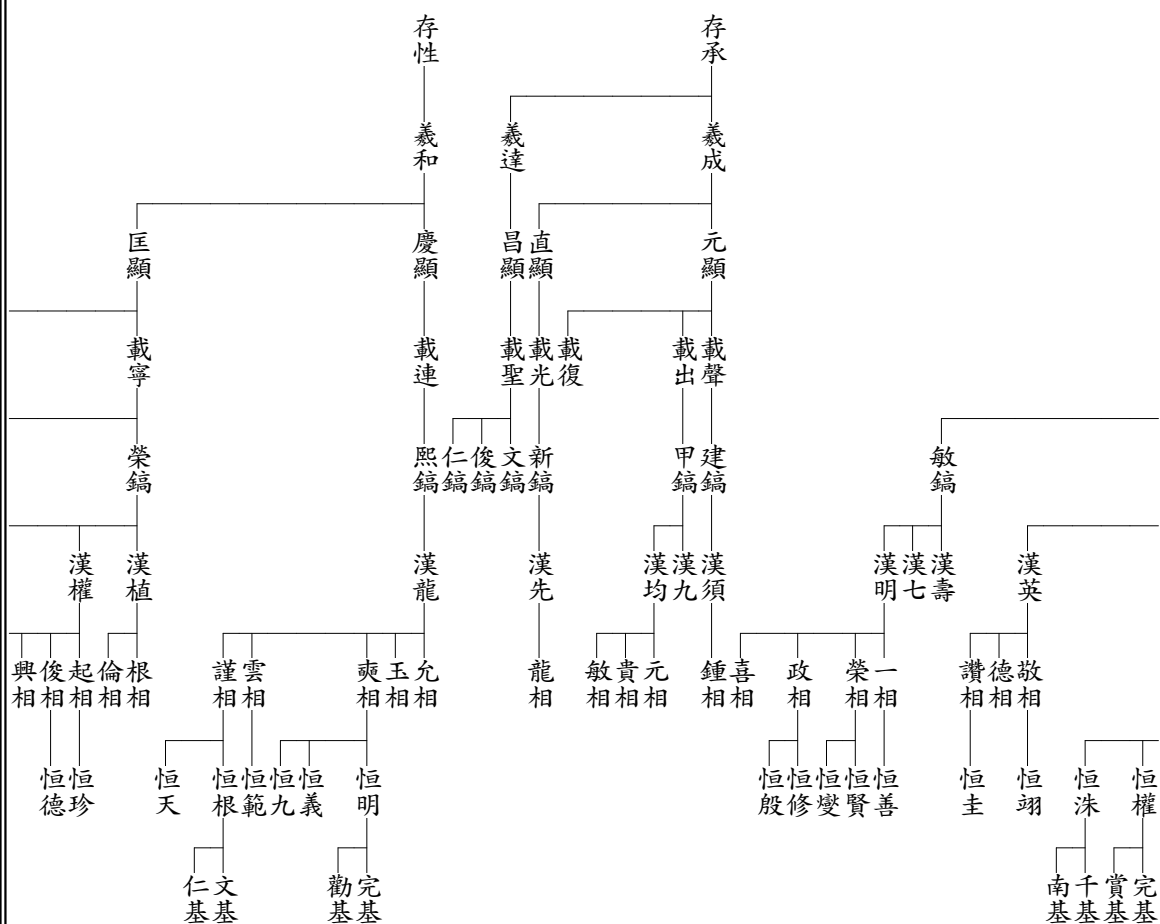 存承
存性
羲成
羲達
羲和
元顯
直顯
昌顯
慶顯
匡顯
載聲
載出
載復
載光
載聖
載連
載寧
敏鎬
建鎬
甲鎬
新鎬
文鎬
俊鎬
仁鎬
熙鎬
榮鎬
漢英
漢壽
漢七
漢明
漢須
漢九
漢均
漢先
漢龍
漢植
漢權
敬相
德相
讚相
一相
榮相
政相
喜相
鍾相
元相
貴相
敏相
龍相
允相
玉相
奭相
雲相
謹相
根相
倫相
起相
俊相
興相
恒權
恒洙
恒翊
恒圭
恒善
恒賢
恒燮
恒修
恒殷
恒明
恒義
恒九
恒範
恒根
恒天
恒珍
恒德
完基
賞基
千基
南基
完基
勸基
文基
仁基